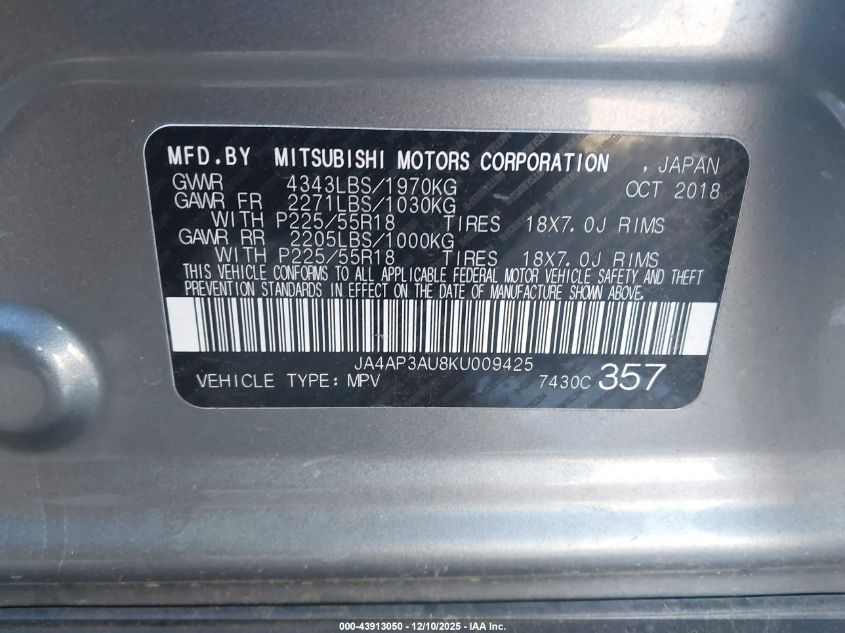 MFD.BY MITSUBISHI MOTORS CORPORATION , JAPAN
GVWR 4343LBS/1970KG OCT 2018
GAWR FR 2271LBS/1030KG
WITH P225/55R18 TIRES 18X7.0J RIMS
GAWR RR 2205LBS/1000KG
WITH P225/55R18 TIRES 18X7.0J RIMS
THIS VEHICLE CONFORMS TO ALL APPLICABLE FEDERAL MOTOR VEHICLE SAFETY AND THEFT
PREVENTION STANDARDS IN EFFECT ON THE DATE OF MANUFACTURE SHOWN ABOVE.
JA4AP3AU8KU009425
VEHICLE TYPE: MPV 7430C 357
000-43913050 — 12/10/2025 — IAA Inc.